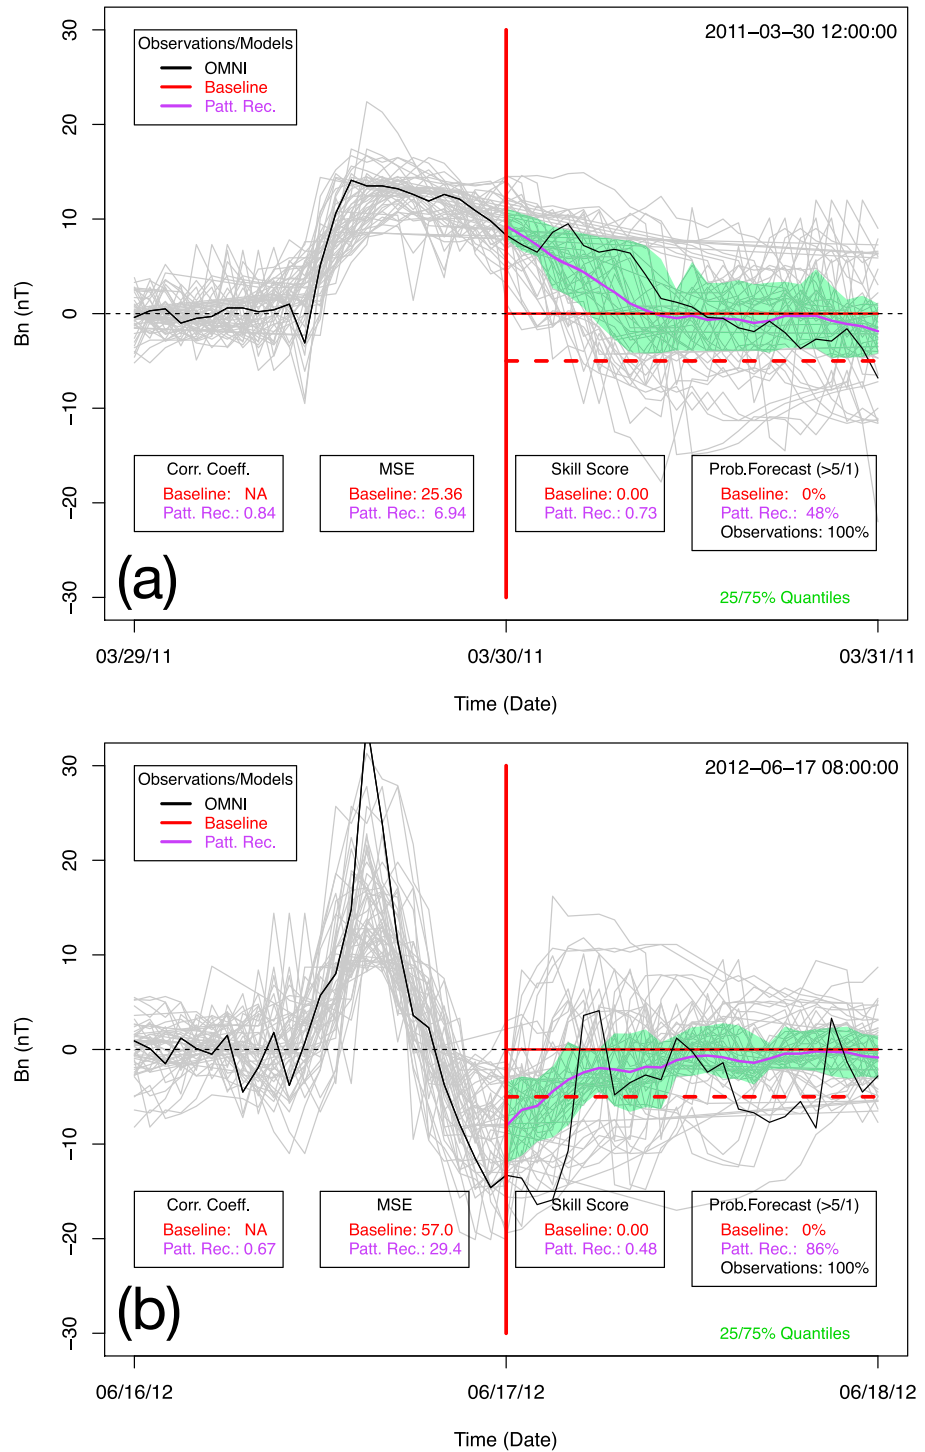 2011–03–30 12:00:00
Observations/Models
OMNI
Baseline
Patt. Rec.
30
20
10
0
−10
−20
−30
Bn (nT)
Corr. Coeff.
Baseline: NA
Patt. Rec.: 0.84
MSE
Baseline: 25.36
Patt. Rec.: 6.94
Skill Score
Baseline: 0.00
Patt. Rec.: 0.73
Prob.Forecast (>5/1)
Baseline: 0%
Patt. Rec.: 48%
Observations: 100%
(a)
25/75% Quantiles
03/29/11 03/30/11 03/31/11
Time (Date)
2012–06–17 08:00:00
Observations/Models
OMNI
Baseline
Patt. Rec.
30
20
10
0
−10
−20
−30
Bn (nT)
Corr. Coeff.
Baseline: NA
Patt. Rec.: 0.67
MSE
Baseline: 57.0
Patt. Rec.: 29.4
Skill Score
Baseline: 0.00
Patt. Rec.: 0.48
Prob.Forecast (>5/1)
Baseline: 0%
Patt. Rec.: 86%
Observations: 100%
(b)
25/75% Quantiles
06/16/12 06/17/12 06/18/12
Time (Date)